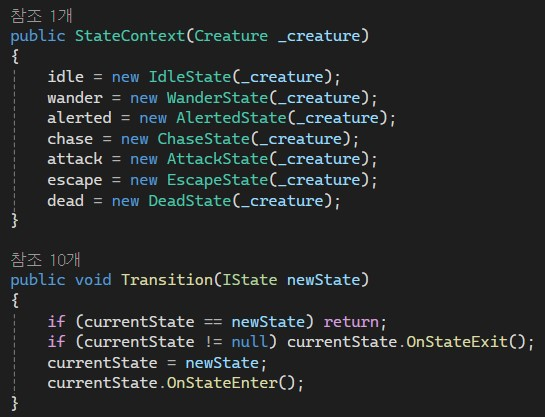 참조 1개
public StateContext(Creature _creature)
{
idle = new IdleState(_creature);
wander = new WanderState(_creature);
alerted = new AlertedState(_creature);
chase = new ChaseState(_creature);
attack = new AttackState(_creature);
escape = new EscapeState(_creature);
dead = new DeadState(_creature);
}
참조 10개
public void Transition(IState newState)
{
if (currentState == newState) return;
if (currentState != null) currentState.OnStateExit();
currentState = newState;
currentState.OnStateEnter();
}